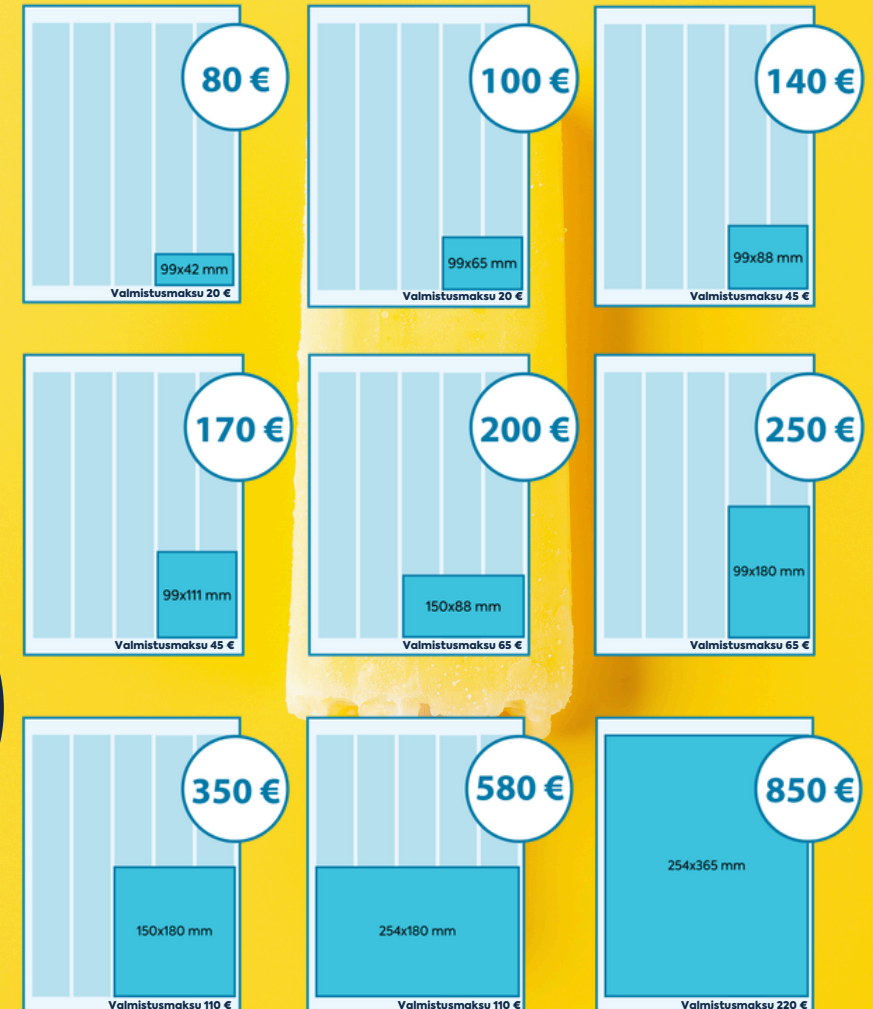 80 €
99x42 mm
Valmistusmaksu 20 €
100 €
99x65 mm
Valmistusmaksu 20 €
140 €
99x88 mm
Valmistusmaksu 45 €
170 €
99x111 mm
Valmistusmaksu 45 €
200 €
150x88 mm
Valmistusmaksu 65 €
250 €
99x180 mm
Valmistusmaksu 65 €
350 €
150x180 mm
Valmistusmaksu 110 €
580 €
254x180 mm
Valmistusmaksu 110 €
850 €
254x365 mm
Valmistusmaksu 220 €